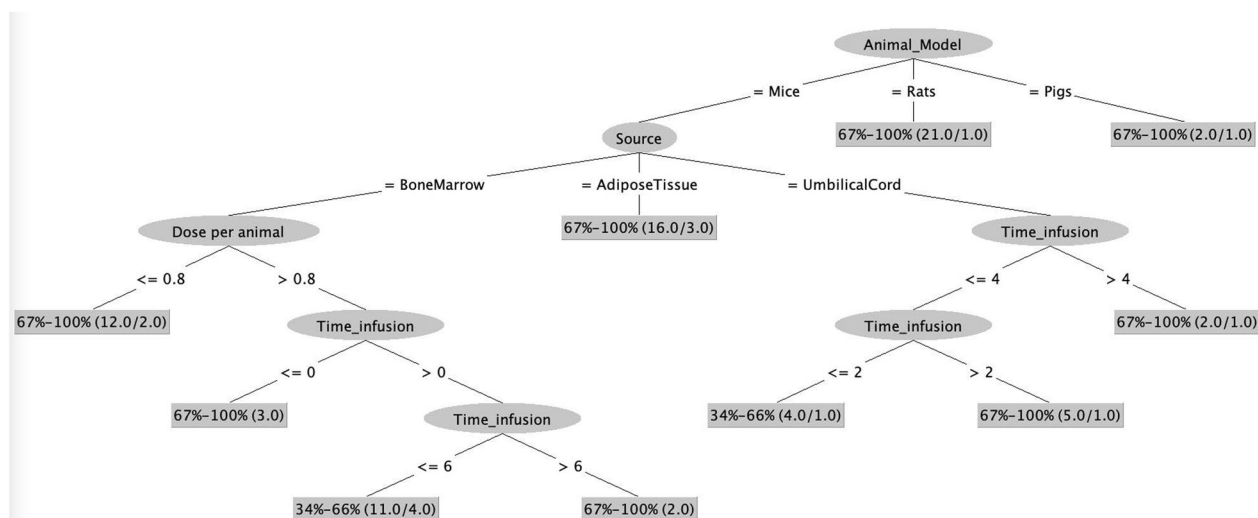 Animal_Model
= Mice
= Rats
= Pigs
Source
67%-100% (21.0/1.0)
67%-100% (2.0/1.0)
= BoneMarrow
= AdiposeTissue
= UmbilicalCord
Dose per animal
67%-100% (16.0/3.0)
Time_infusion
<= 0.8
> 0.8
<= 4
> 4
67%-100% (12.0/2.0)
Time_infusion
Time_infusion
67%-100% (2.0/1.0)
<= 0
> 0
<= 2
> 2
67%-100% (3.0)
Time_infusion
34%-66% (4.0/1.0)
67%-100% (5.0/1.0)
<= 6
> 6
34%-66% (11.0/4.0)
67%-100% (2.0)